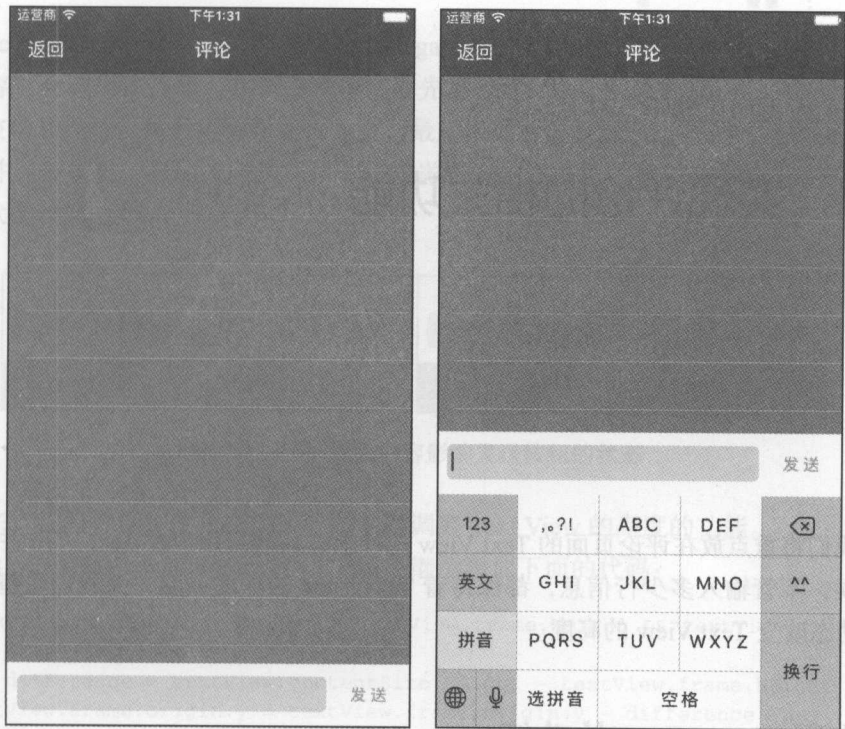 运营商 下午1:31
返回 评论
发送
运营商 下午1:31
返回 评论
发送
123 ,。?! ABC DEF
英文 GHI JKL MNO ^^
拼音 PQRS TUV WXYZ
换行
选拼音 空格